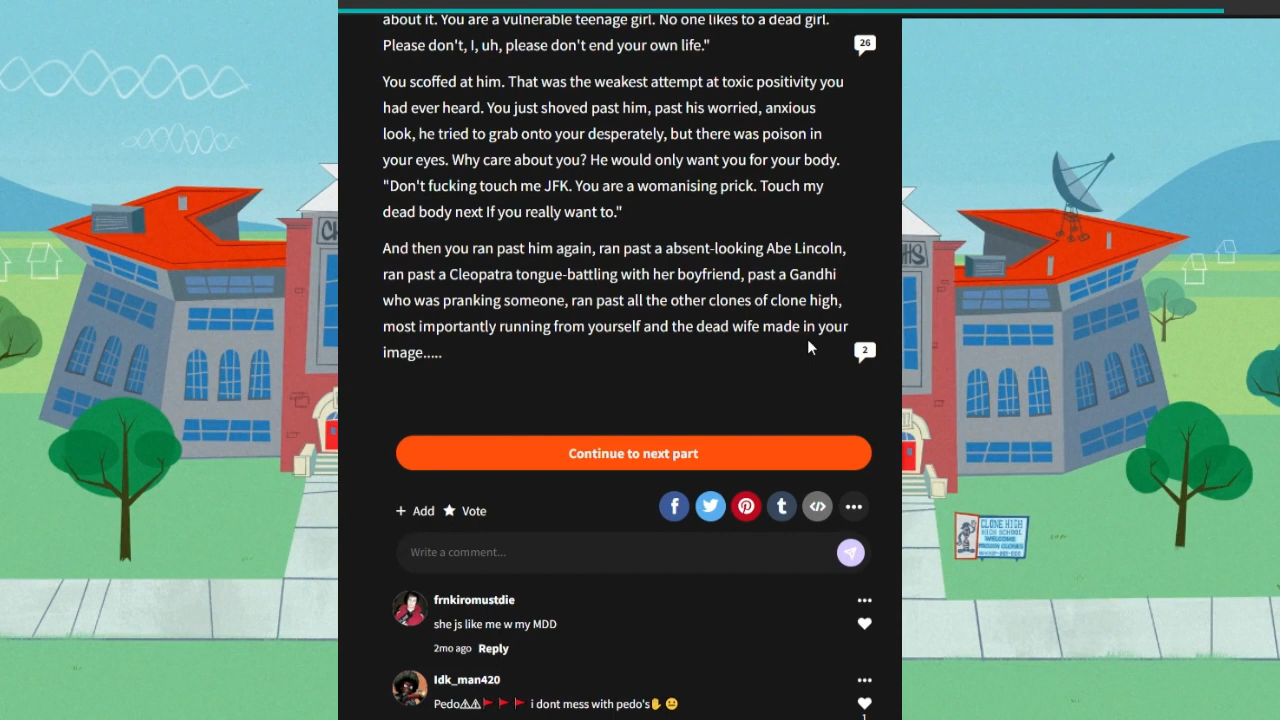 about it. You are a vulnerable teenage girl. No one likes to a dead girl.
Please don't, I, uh, please don't end your own life."
26
You scoffed at him. That was the weakest attempt at toxic positivity you
had ever heard. You just shoved past him, past his worried, anxious
look, he tried to grab onto your desperately, but there was poison in
your eyes. Why care about you? He would only want you for your body.
"Don't fucking touch me JFK. You are a womanising prick. Touch my
dead body next If you really want to."
And then you ran past him again, ran past a absent-looking Abe Lincoln,
ran past a Cleopatra tongue-battling with her boyfriend, past a Gandhi
who was pranking someone, ran past all the other clones of clone high,
most importantly running from yourself and the dead wife made in your
image.....
2
Continue to next part
+ Add ★ Vote
Write a comment...
frnkiromustdie
she js like me w my MDD
2mo ago Reply
Idk_man420
Pedo⚠⚠🚩🚩🚩 i dont mess with pedo's✋😐
1
CLONE HIGH
HIGH SCHOOL
WELCOME